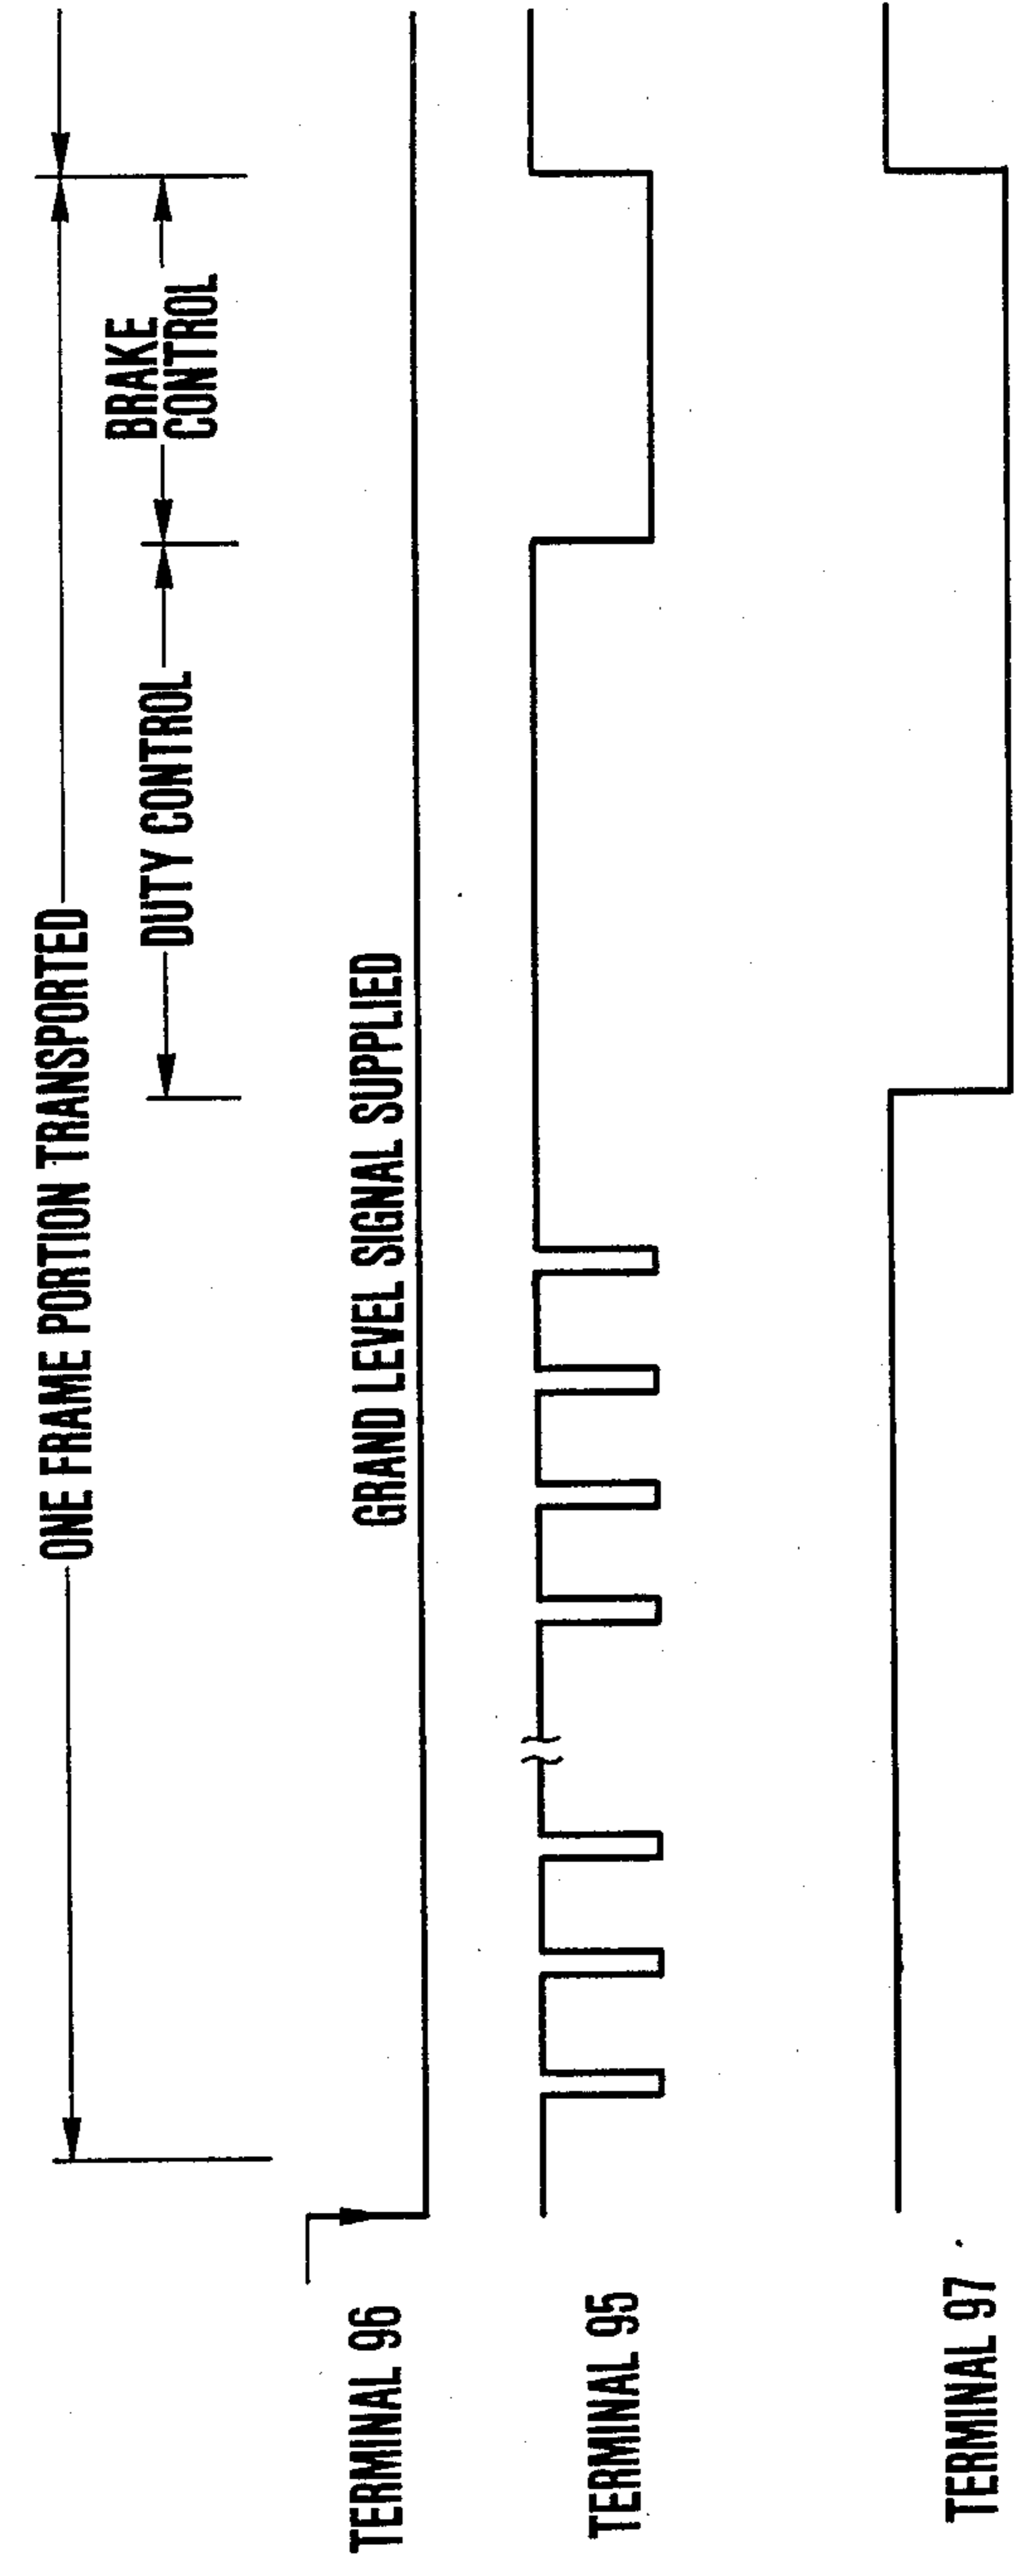 ONE FRAME PORTION TRANSPORTED
DUTY CONTROL
BRAKE
CONTROL
GRAND LEVEL SIGNAL SUPPLIED
TERMINAL 96
TERMINAL 95
TERMINAL 97